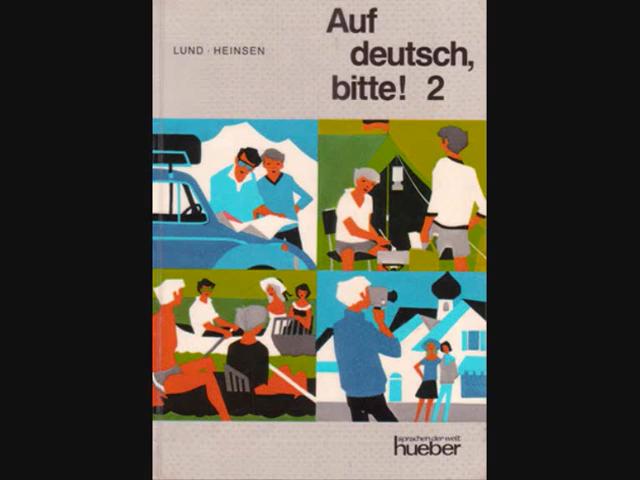 LUND · HEINSEN
Auf
deutsch,
bitte! 2
sprachen der welt
hueber